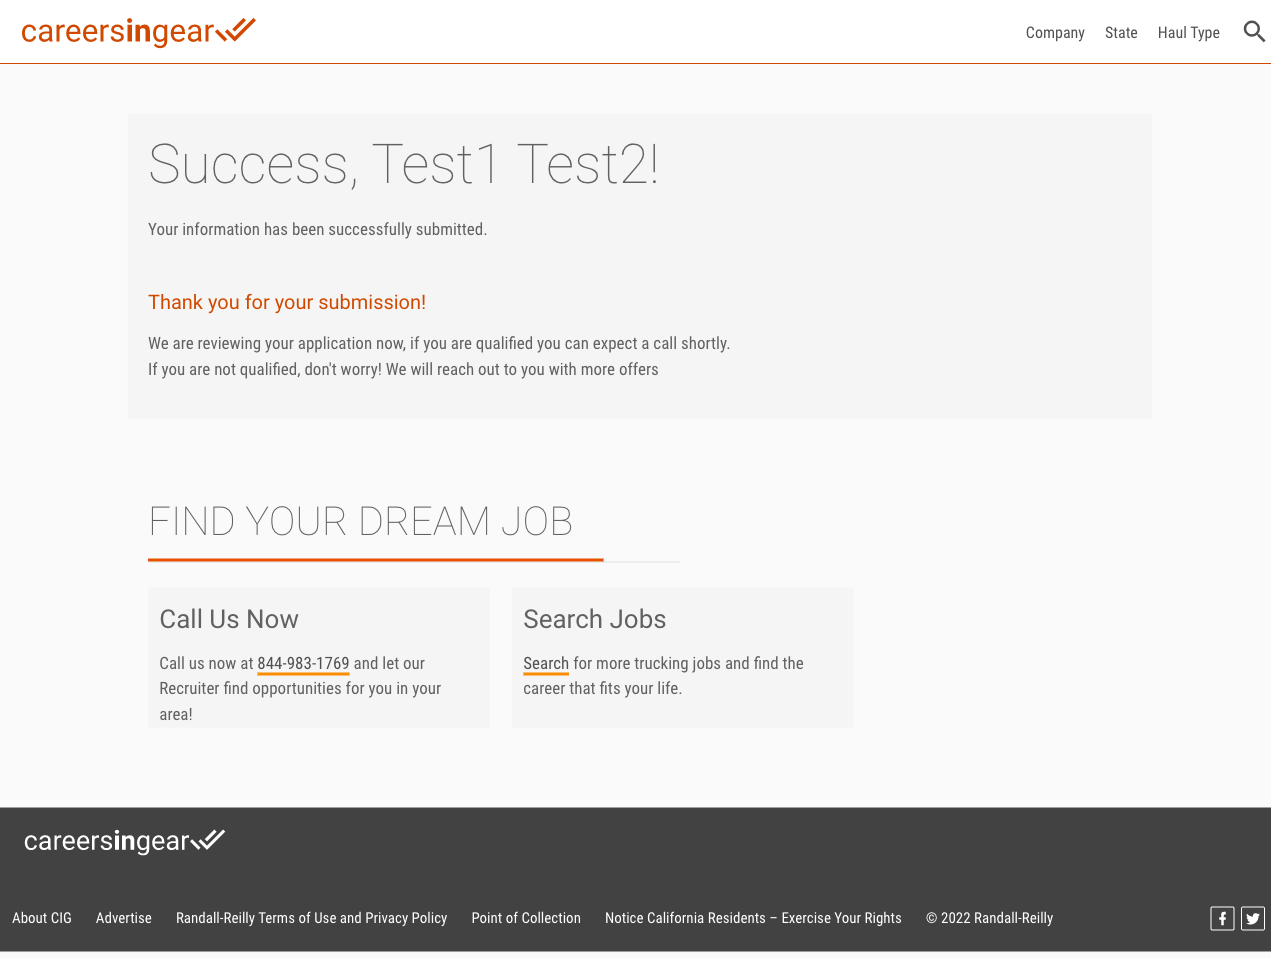 careersingear
Company State Haul Type
Success, Test1 Test2!
Your information has been successfully submitted.
Thank you for your submission!
We are reviewing your application now, if you are qualified you can expect a call shortly.
If you are not qualified, don't worry! We will reach out to you with more offers
FIND YOUR DREAM JOB
Call Us Now
Call us now at 844-983-1769 and let our
Recruiter find opportunities for you in your
area!
Search Jobs
Search for more trucking jobs and find the
career that fits your life.
careersingear
About CIG Advertise Randall-Reilly Terms of Use and Privacy Policy Point of Collection Notice California Residents – Exercise Your Rights © 2022 Randall-Reilly